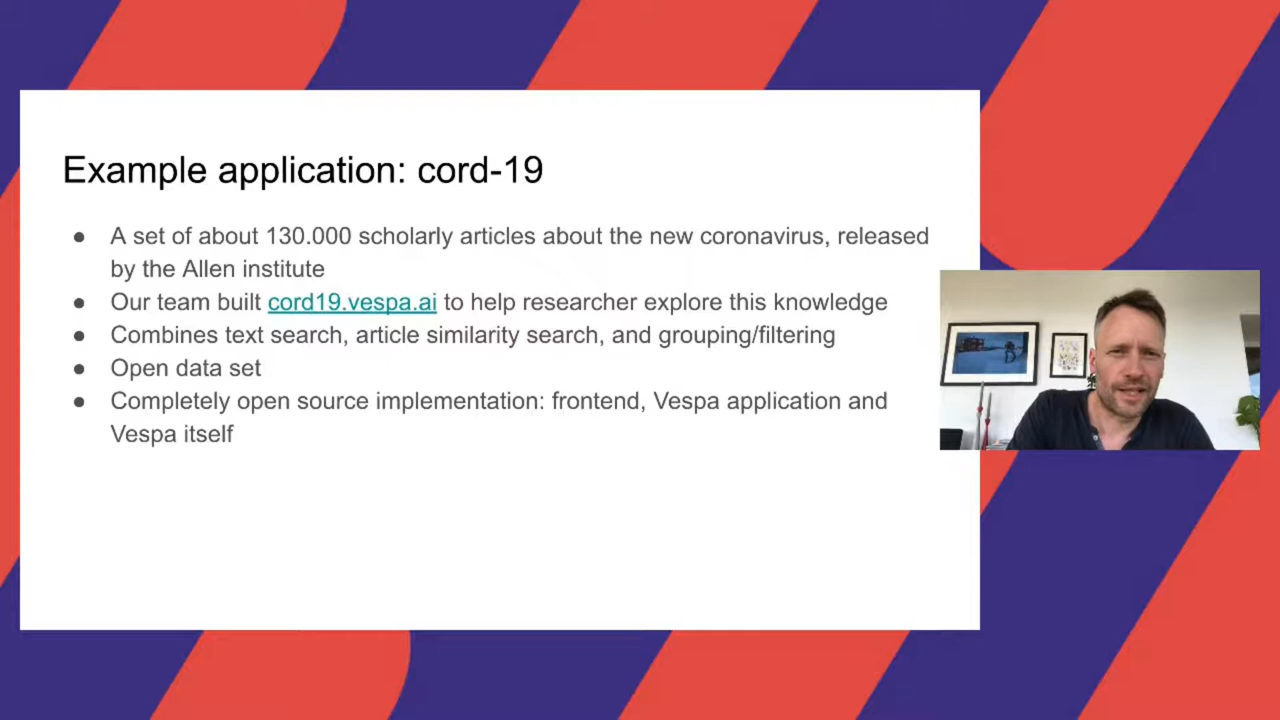 Example application: cord-19
● A set of about 130.000 scholarly articles about the new coronavirus, released
by the Allen institute
● Our team built cord19.vespa.ai to help researcher explore this knowledge
● Combines text search, article similarity search, and grouping/filtering
● Open data set
● Completely open source implementation: frontend, Vespa application and
Vespa itself